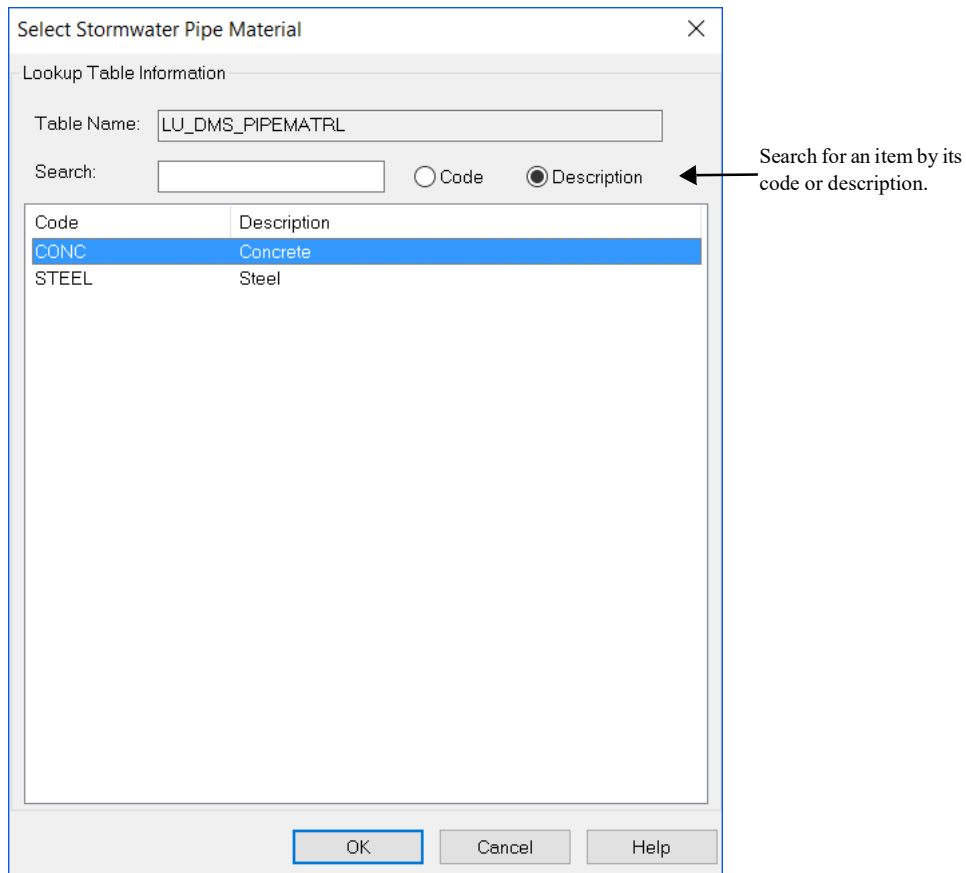 Select Stormwater Pipe Material
Lookup Table Information
Table Name: LU_DMS_PIPEMATRL
Search: Code Description
Search for an item by its
code or description.
Code Description
CONC Concrete
STEEL Steel
OK Cancel Help